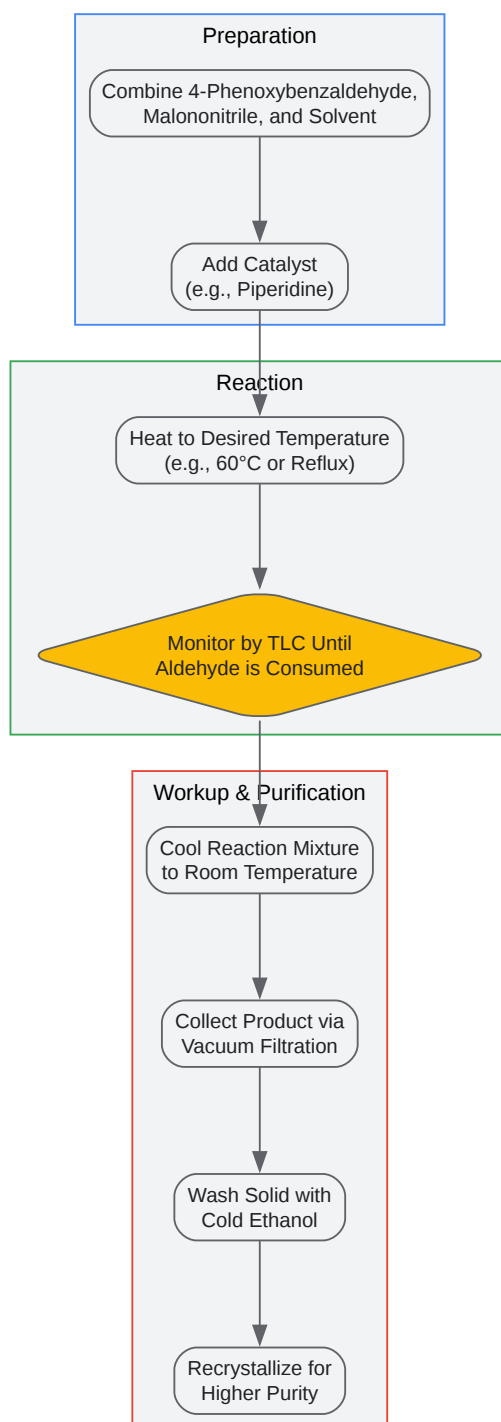 Preparation
Combine 4-Phenoxybenzaldehyde,
Malononitrile, and Solvent
Add Catalyst
(e.g., Piperidine)
Reaction
Heat to Desired Temperature
(e.g., 60°C or Reflux)
Monitor by TLC Until
Aldehyde is Consumed
Workup & Purification
Cool Reaction Mixture
to Room Temperature
Collect Product via
Vacuum Filtration
Wash Solid with
Cold Ethanol
Recrystallize for
Higher Purity